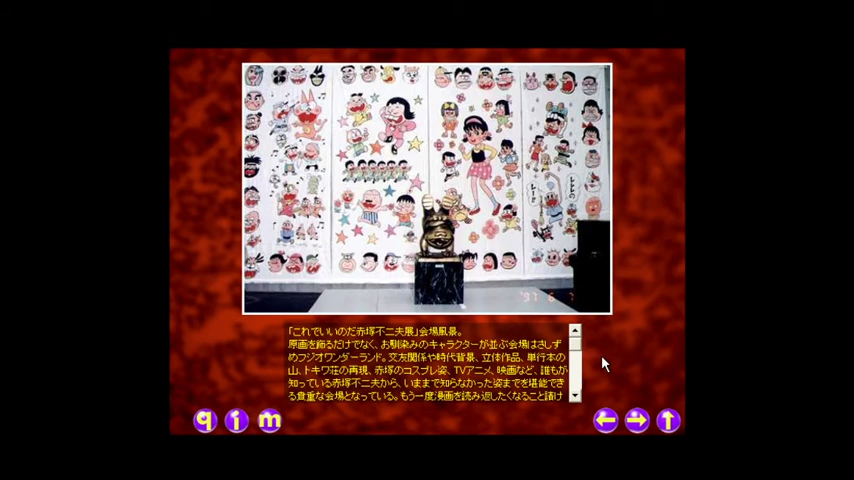 「これでいいのだ赤塚不二夫展」会場風景。
原画を飾るだけでなく、お馴染みのキャラクターが並ぶ会場はさしず
めフジオワンダーランド。交友関係や時代背景、立体作品、単行本の
山、トキワ荘の再現、赤塚のコスプレ姿、TVアニメ、映画など、誰もが
知っている赤塚不二夫から、いままで知らなかった姿までを堪能でき
る貴重な会場となっている。もう一度漫画を読み返したくなること請け
q i m